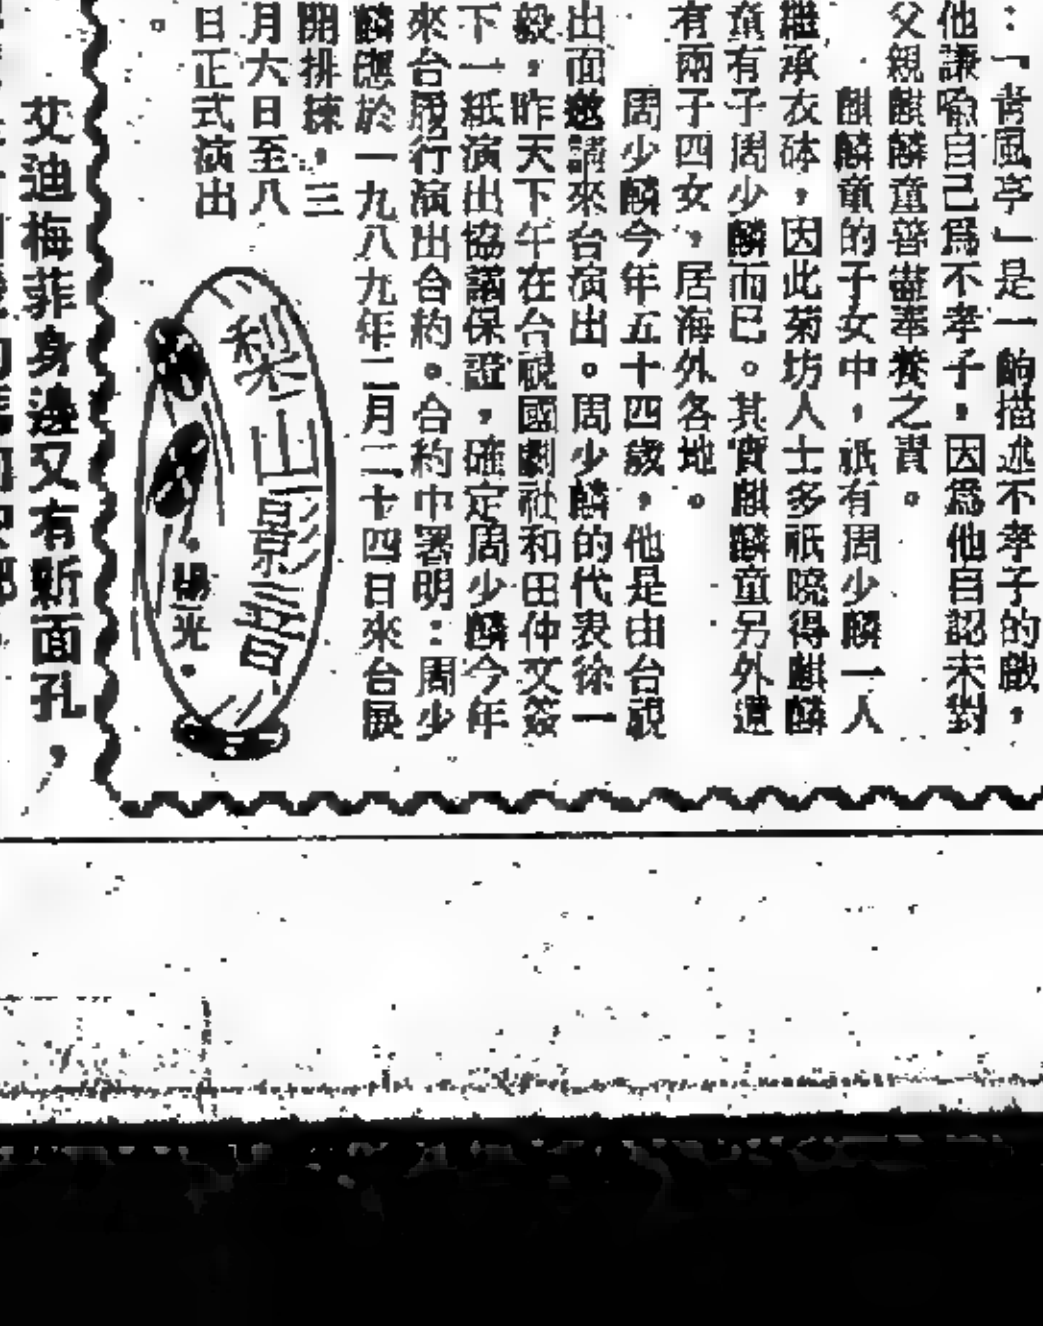 ：「青風亭」是一齣描述不孝子的戲，
他謙喻自己為不孝子，因為他自認未對
父親麒麟童善盡奉養之責。
麒麟童的子女中，祇有周少麟一人
繼承衣砵，因此菊坊人士多祇曉得麒麟
童有子周少麟而已。其實麒麟童另外還
有兩子四女，居海外各地。
周少麟今年五十四歲，他是由台視
出面邀請來台演出。周少麟的代表徐一
毅，昨天下午在台視國劇社和田仲文簽
下一紙演出協議保證，確定周少麟今年
來台履行演出合約。合約中署明：周少
麟應於一九八九年二月二十四日來台展
開排練，三
月六日至八
日正式演出
。
梨山影音
•胡光•
艾迪梅菲身邊又有新面孔，